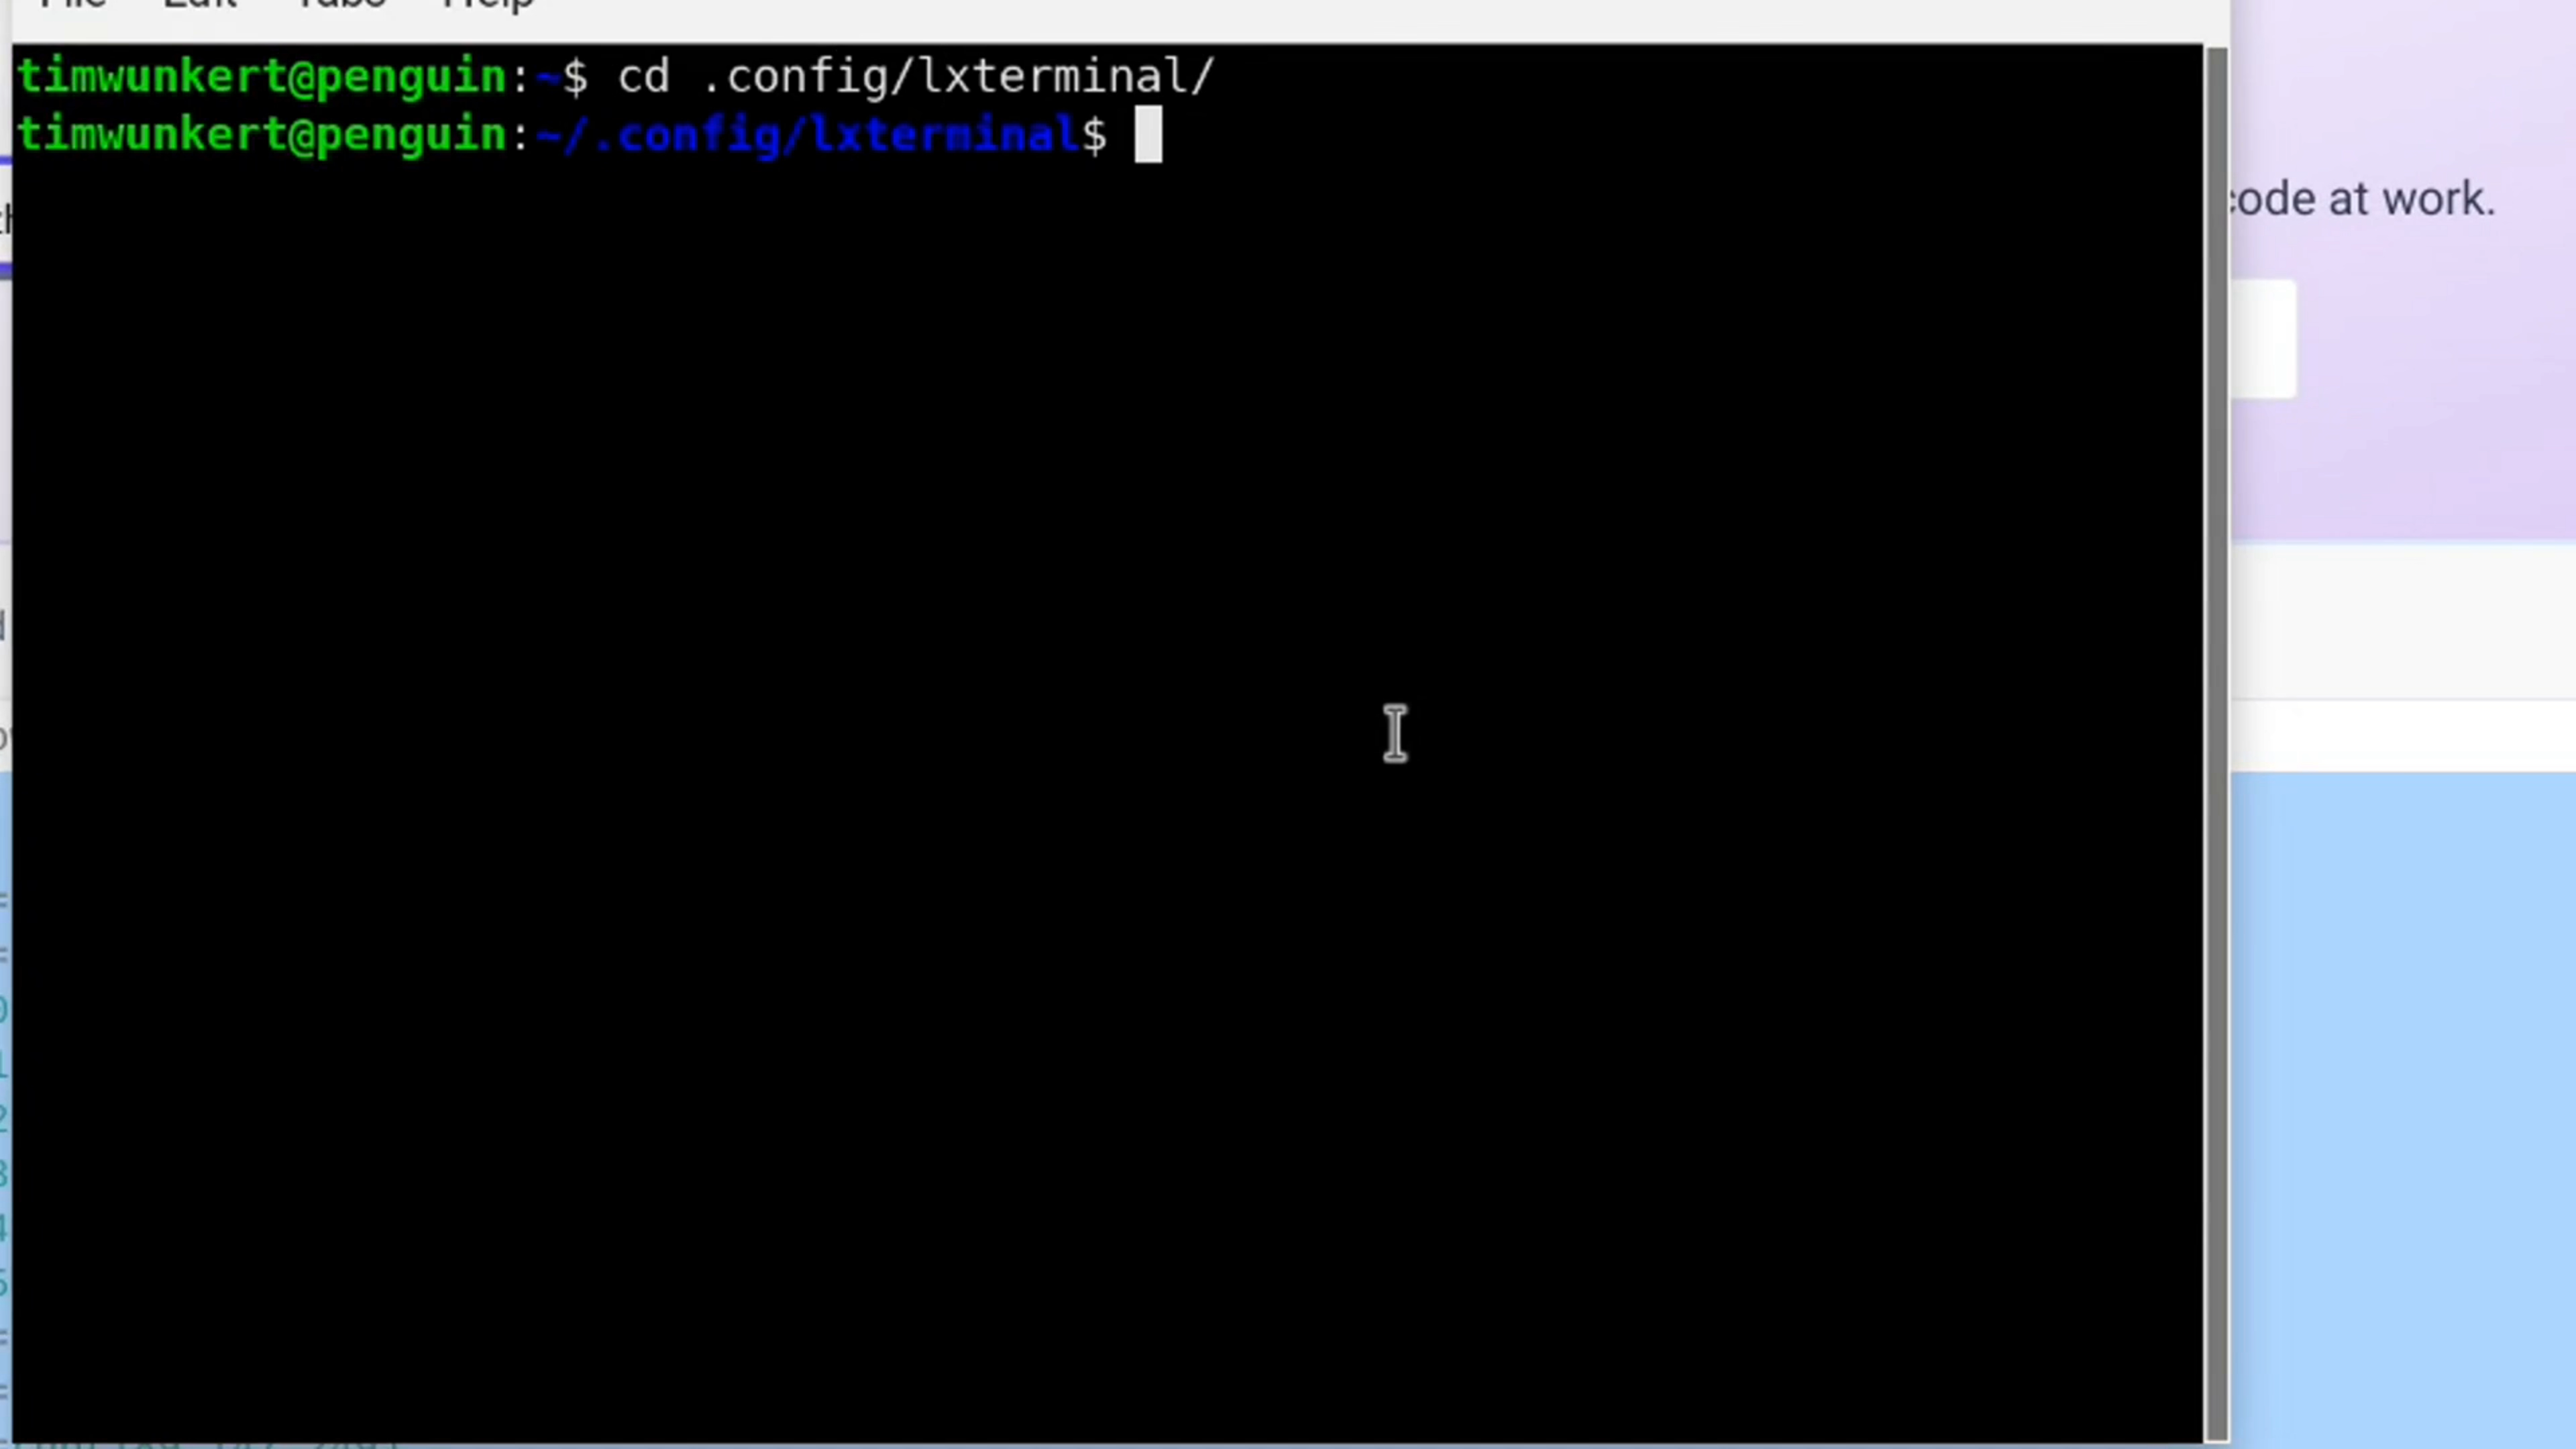 File Edit Tabs Help
timwunkert@penguin:~$ cd .config/lxterminal/
timwunkert@penguin:~/.config/lxterminal$
code at work.